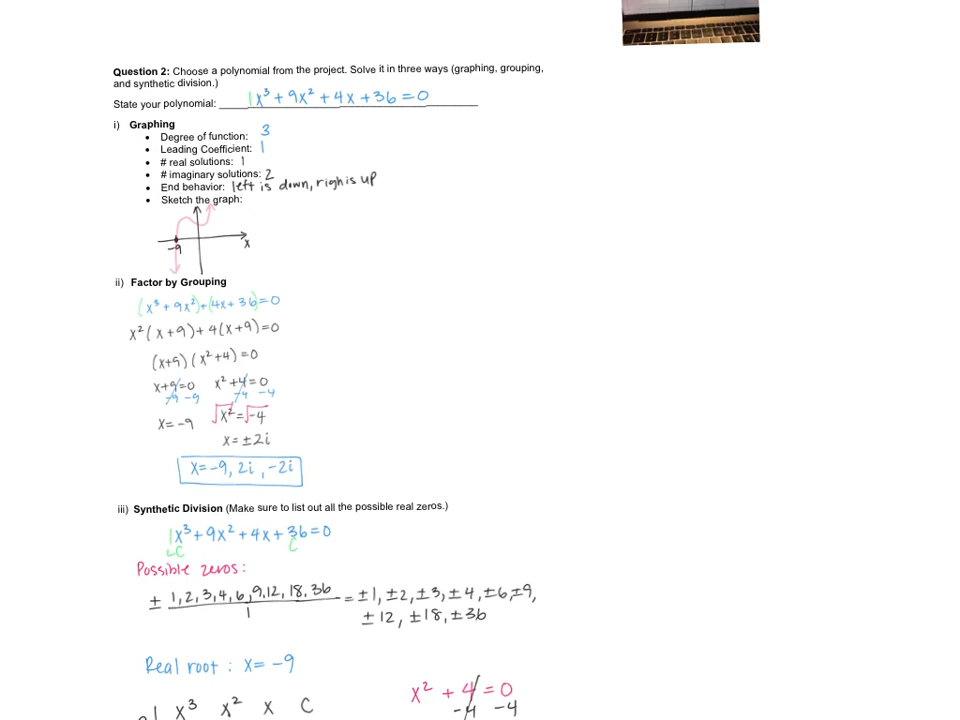 Question 2: Choose a polynomial from the project. Solve it in three ways (graphing, grouping,
and synthetic division.)
State your polynomial: 1x³ + 9x² + 4x + 36 = 0
i) Graphing
• Degree of function: 3
• Leading Coefficient: 1
• # real solutions: 1
• # imaginary solutions: 2
• End behavior: left is down, righ is up
• Sketch the graph:
x
-9
ii) Factor by Grouping
(x³ + 9x²) + (4x + 36) = 0
x²(x+9) + 4(x+9) = 0
(x+9)(x²+4) = 0
x+9=0 x²+4=0
-9 -9 -4 -4
x = -9 √x² = √-4
x = ±2i
x = -9, 2i, -2i
iii) Synthetic Division (Make sure to list out all the possible real zeros.)
1x³ + 9x² + 4x + 36 = 0
LC C
Possible zeros:
± 1, 2, 3, 4, 6, 9, 12, 18, 36 = ±1, ±2, ±3, ±4, ±6, ±9,
1 ±12, ±18, ±36
Real root: x = -9
x² + 4 = 0
-4 -4
x³ x² x C